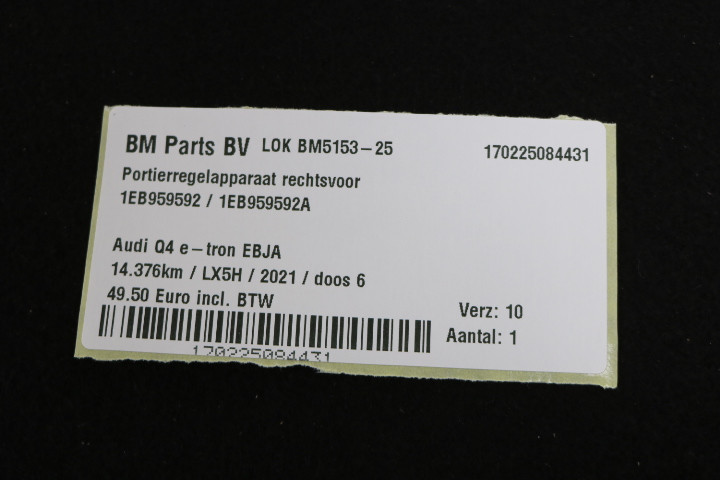 BM Parts BV LOK BM5153-25 170225084431
Portierregelapparaat rechtsvoor
1EB959592 / 1EB959592A
Audi Q4 e-tron EBJA
14.376km / LX5H / 2021 / doos 6
49.50 Euro incl. BTW
Verz: 10
Aantal: 1
170225084431